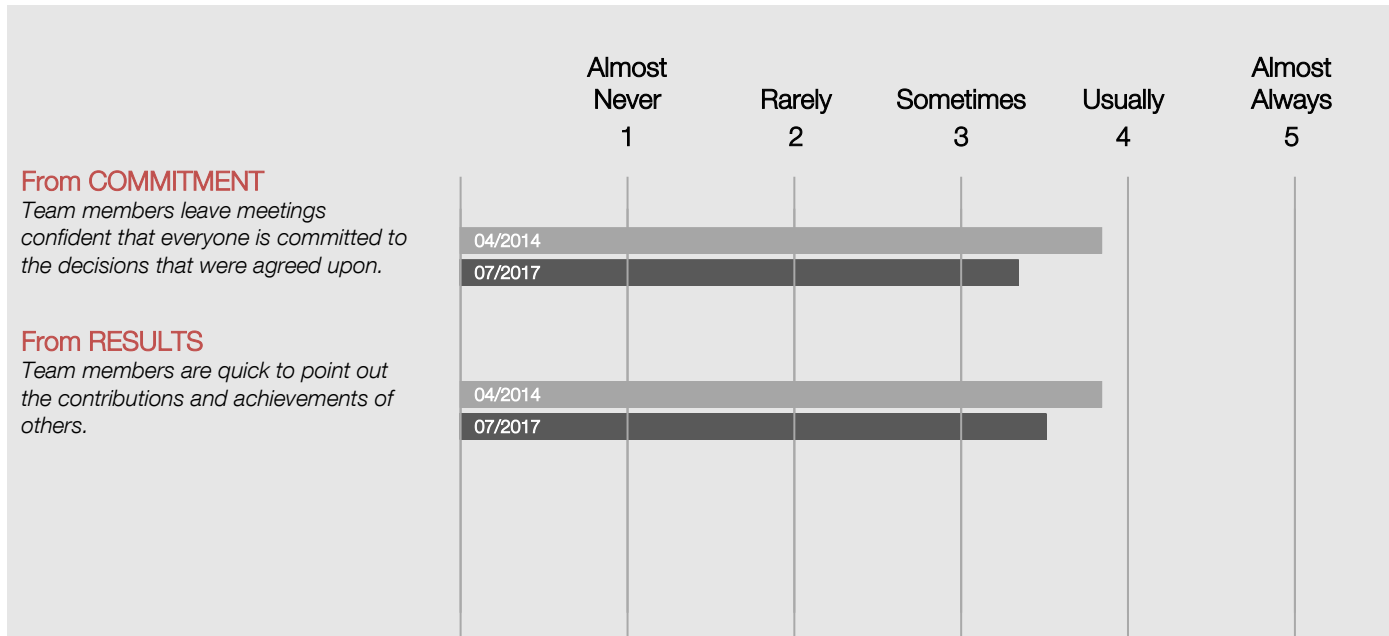 Almost
Never
Rarely
Sometimes
Usually
Almost
Always
1
2
3
4
5
From COMMITMENT
Team members leave meetings
confident that everyone is committed to
the decisions that were agreed upon.
04/2014
07/2017
From RESULTS
Team members are quick to point out
the contributions and achievements of
others.
04/2014
07/2017